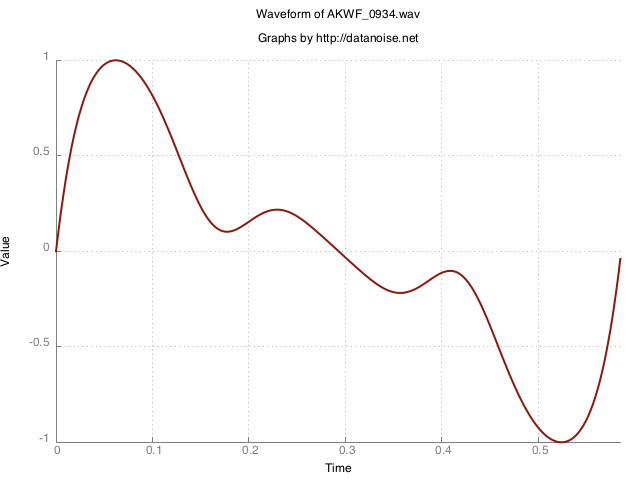 Waveform of AKWF_0934.wav
Graphs by http://datanoise.net
1
0.5
0
-0.5
-1
Value
0 0.1 0.2 0.3 0.4 0.5
Time